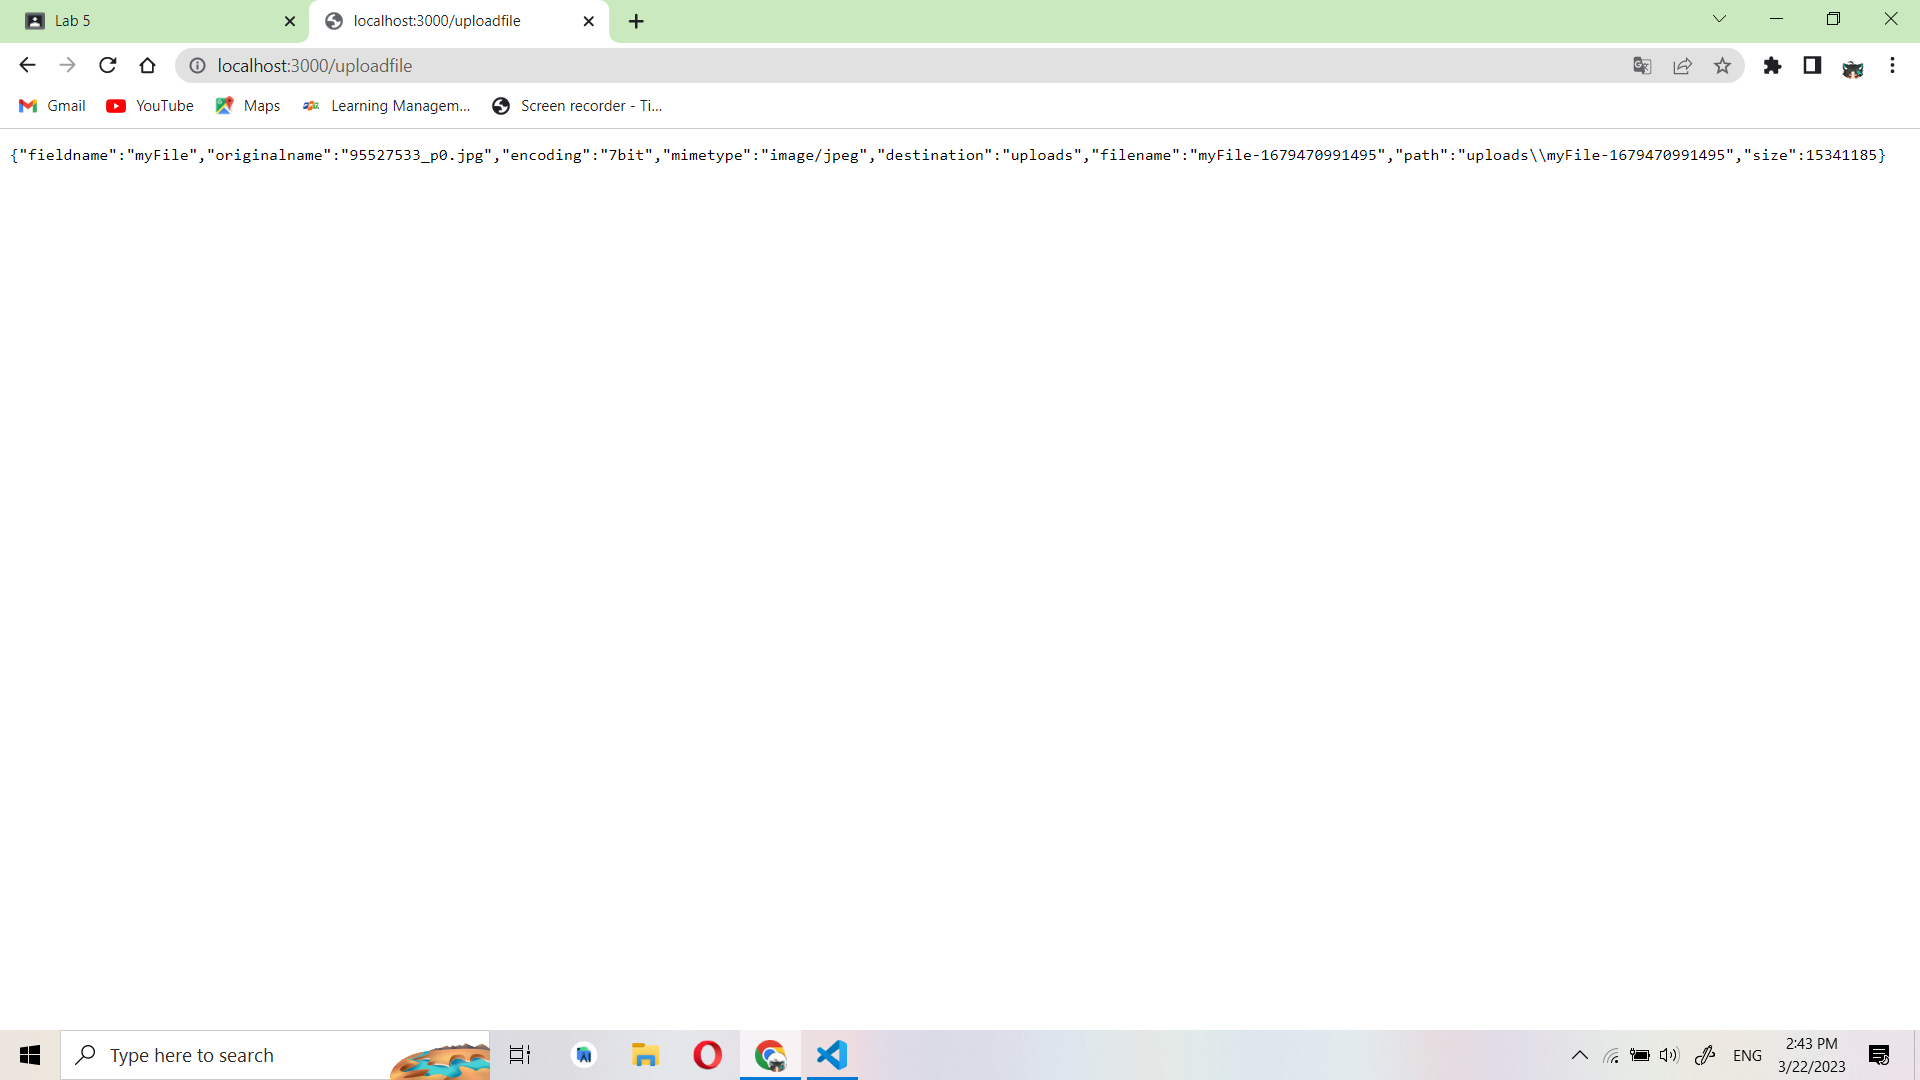 Lab 5
localhost:3000/uploadfile
localhost:3000/uploadfile
Gmail YouTube Maps Learning Managem... Screen recorder - Ti...
{"fieldname":"myFile","originalname":"95527533_p0.jpg","encoding":"7bit","mimetype":"image/jpeg","destination":"uploads","filename":"myFile-1679470991495","path":"uploads\\myFile-1679470991495","size":15341185}
Type here to search
ENG
2:43 PM
3/22/2023